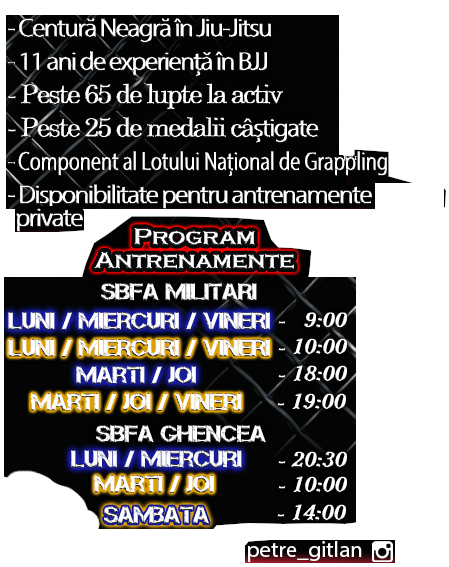 - Centură Neagră în Jiu-Jitsu
- 11 ani de experienţă în BJJ
- Peste 65 de lupte la activ
- Peste 25 de medalii câştigate
- Component al Lotului Naţional de Grappling
- Disponibilitate pentru antrenamente
private
PROGRAM
ANTRENAMENTE
SBFA MILITARI
LUNI / MIERCURI / VINERI - 9:00
LUNI / MIERCURI / VINERI - 10:00
MARTI / JOI - 18:00
MARTI / JOI / VINERI - 19:00
SBFA GHENCEA
LUNI / MIERCURI - 20:30
MARTI / JOI - 10:00
SAMBATA - 14:00
petre_gitlan